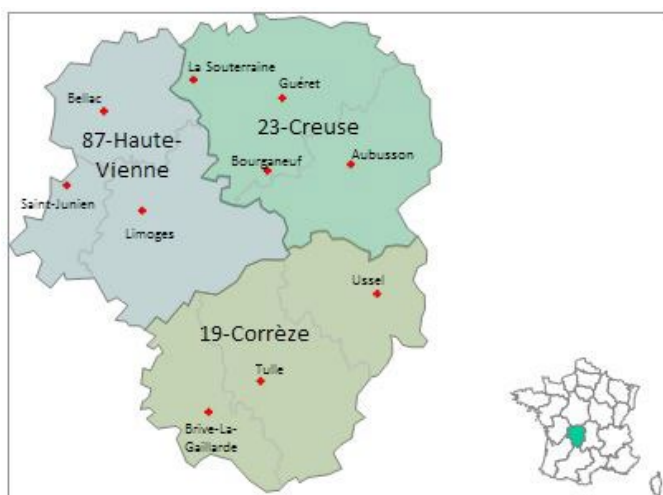 La Souterraine
Guéret
Bellac
23-Creuse
87-Haute-
Vienne
Bourganeuf
Aubusson
Saint-Junien
Limoges
Ussel
19-Corrèze
Tulle
Brive-La-
Gaillarde